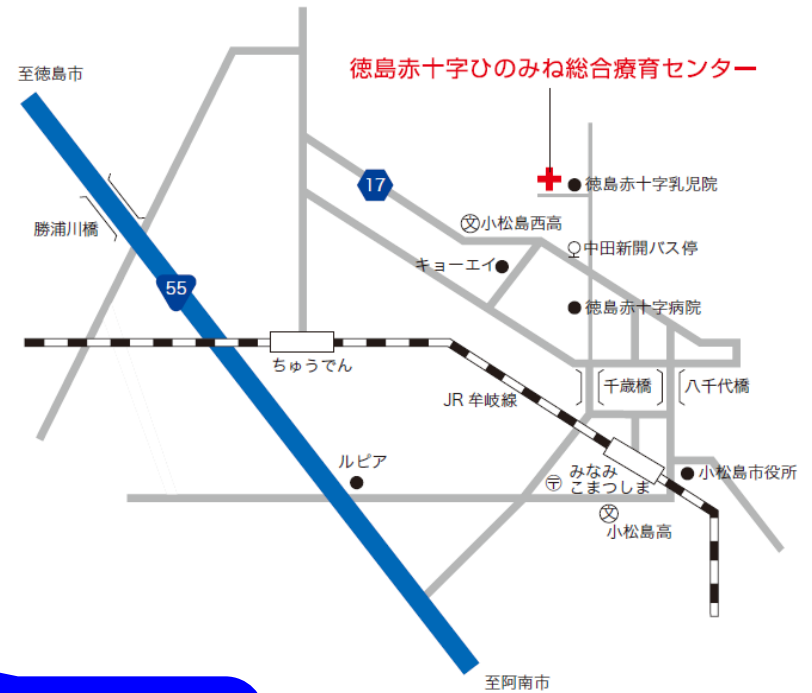 至徳島市
徳島赤十字ひのみね総合療育センター
17
徳島赤十字乳児院
勝浦川橋
文小松島西高
中田新開バス停
キョーエイ
55
徳島赤十字病院
ちゅうでん
JR 牟岐線
千歳橋
八千代橋
ルピア
〒
みなみ
こまつしま
小松島市役所
文
小松島高
至阿南市